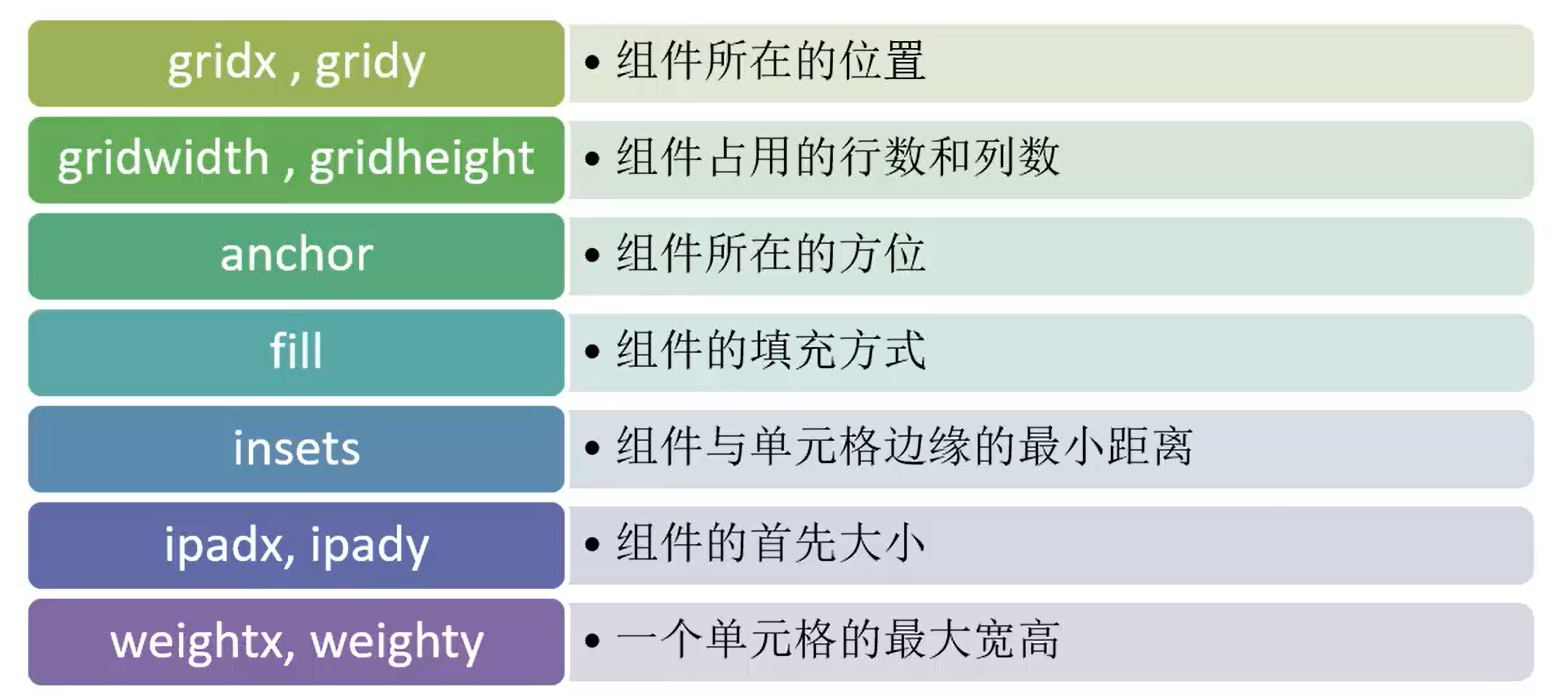 gridx , gridy
• 组件所在的位置
gridwidth , gridheight
• 组件占用的行数和列数
anchor
• 组件所在的方位
fill
• 组件的填充方式
insets
• 组件与单元格边缘的最小距离
ipadx, ipady
• 组件的首先大小
weightx, weighty
• 一个单元格的最大宽高